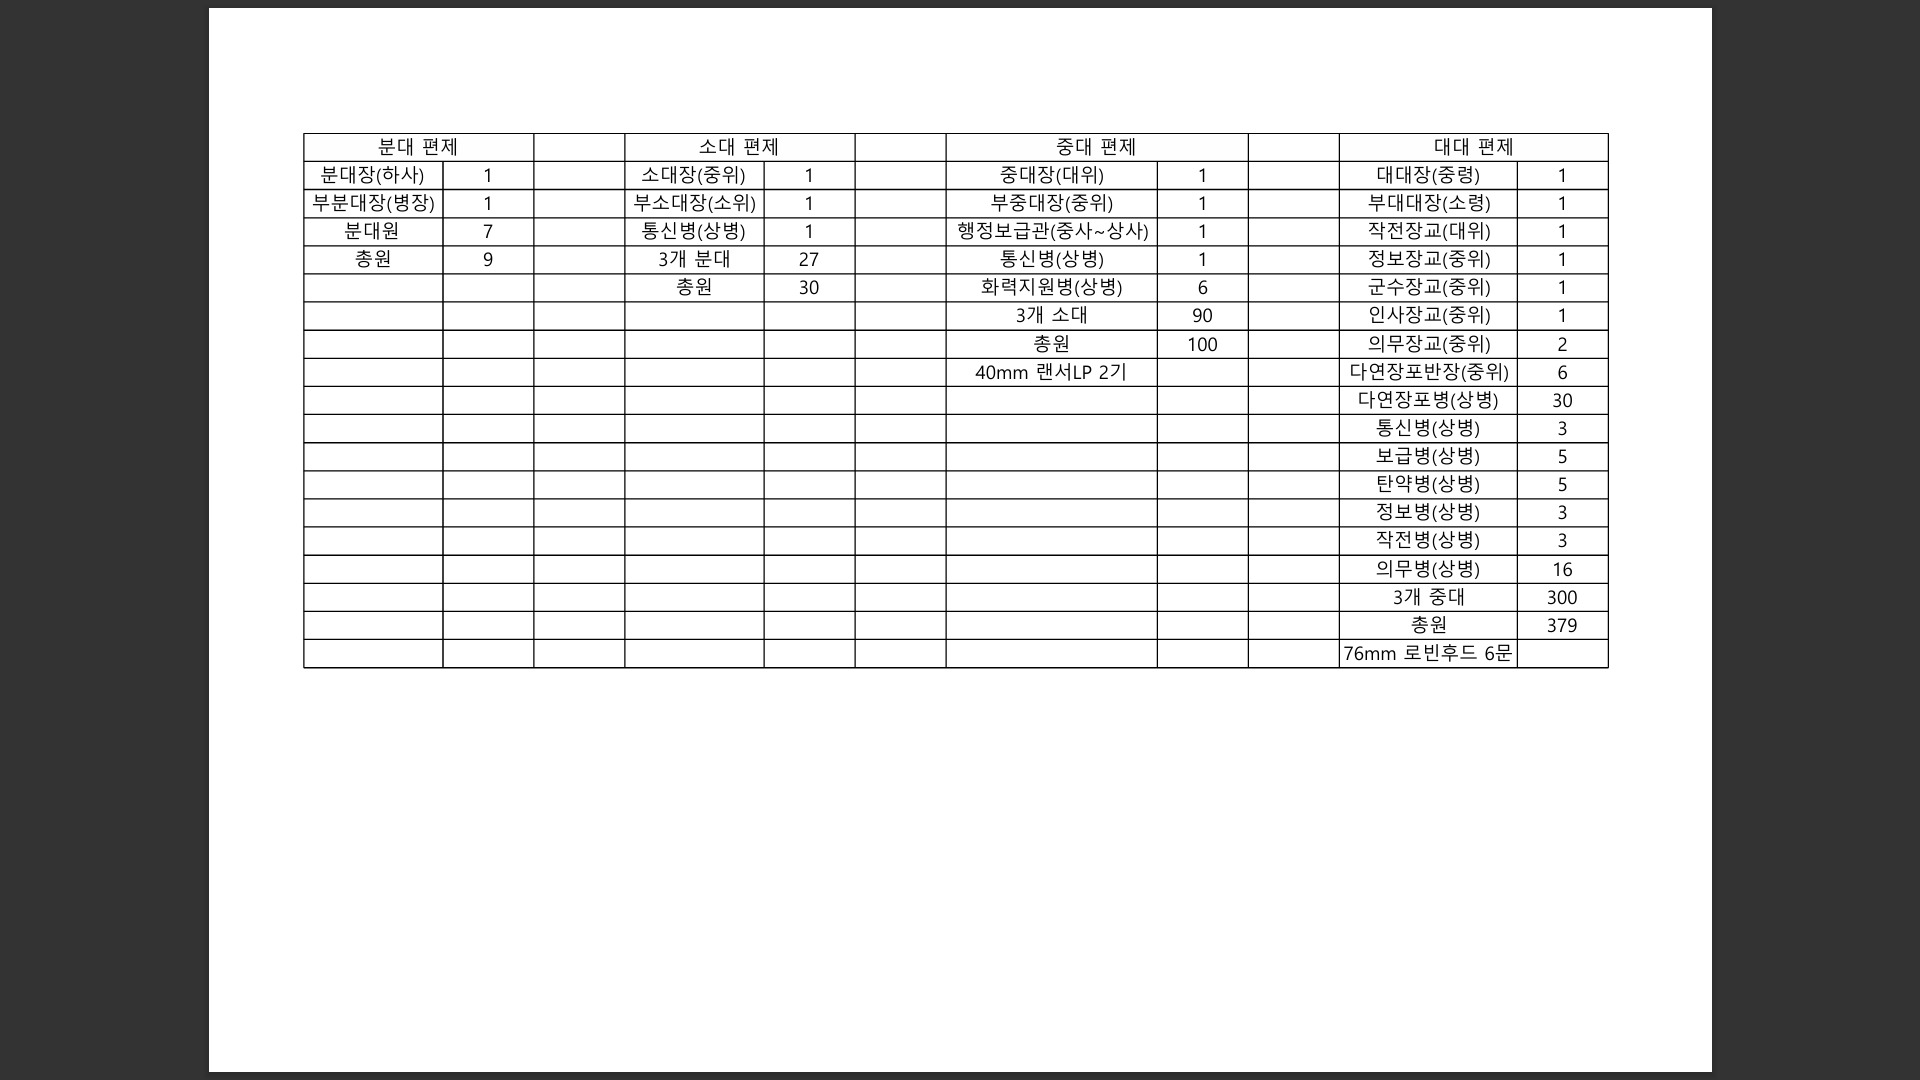 분대 편제 소대 편제 중대 편제 대대 편제
분대장(하사) 1 소대장(중위) 1 중대장(대위) 1 대대장(중령) 1
부분대장(병장) 1 부소대장(소위) 1 부중대장(중위) 1 부대대장(소령) 1
분대원 7 통신병(상병) 1 행정보급관(중사~상사) 1 작전장교(대위) 1
총원 9 3개 분대 27 통신병(상병) 1 정보장교(중위) 1
총원 30 화력지원병(상병) 6 군수장교(중위) 1
3개 소대 90 인사장교(중위) 1
총원 100 의무장교(중위) 2
40mm 랜서LP 2기 다연장포반장(중위) 6
다연장포병(상병) 30
통신병(상병) 3
보급병(상병) 5
탄약병(상병) 5
정보병(상병) 3
작전병(상병) 3
의무병(상병) 16
3개 중대 300
총원 379
76mm 로빈후드 6문